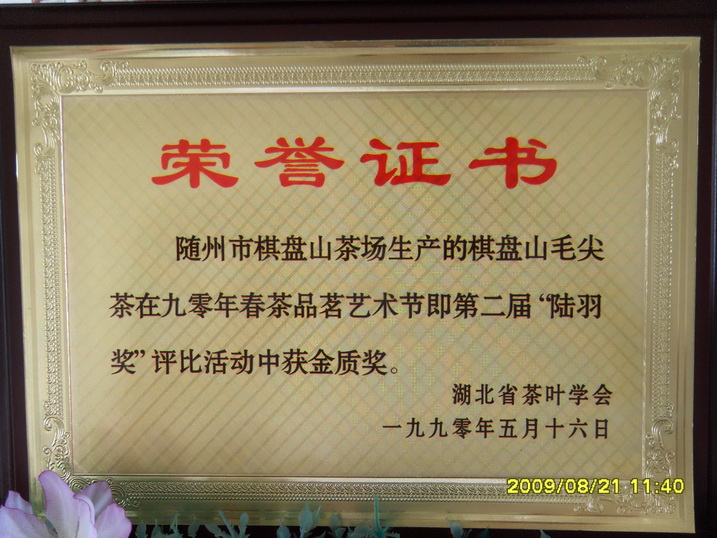 荣誉证书
随州市棋盘山茶场生产的棋盘山毛尖
茶在九零年春茶品茗艺术节即第二届“陆羽
奖”评比活动中获金质奖。
湖北省茶叶学会
一九九零年五月十六日
2009/08/21 11:40